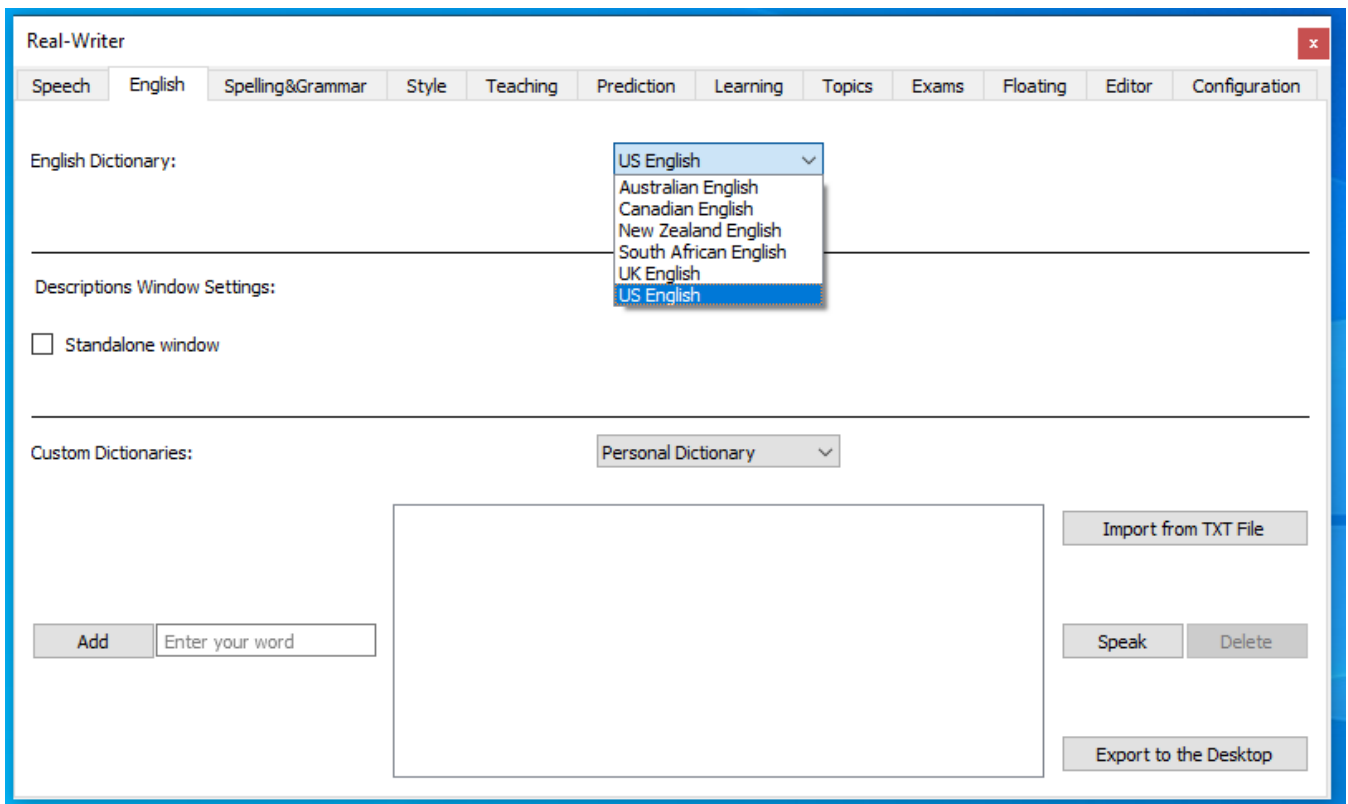 Real-Writer
x
Speech English Spelling&Grammar Style Teaching Prediction Learning Topics Exams Floating Editor Configuration
English Dictionary:
US English
Australian English
Canadian English
New Zealand English
South African English
UK English
US English
Descriptions Window Settings:
Standalone window
Custom Dictionaries:
Personal Dictionary
Import from TXT File
Add
Enter your word
Speak
Delete
Export to the Desktop